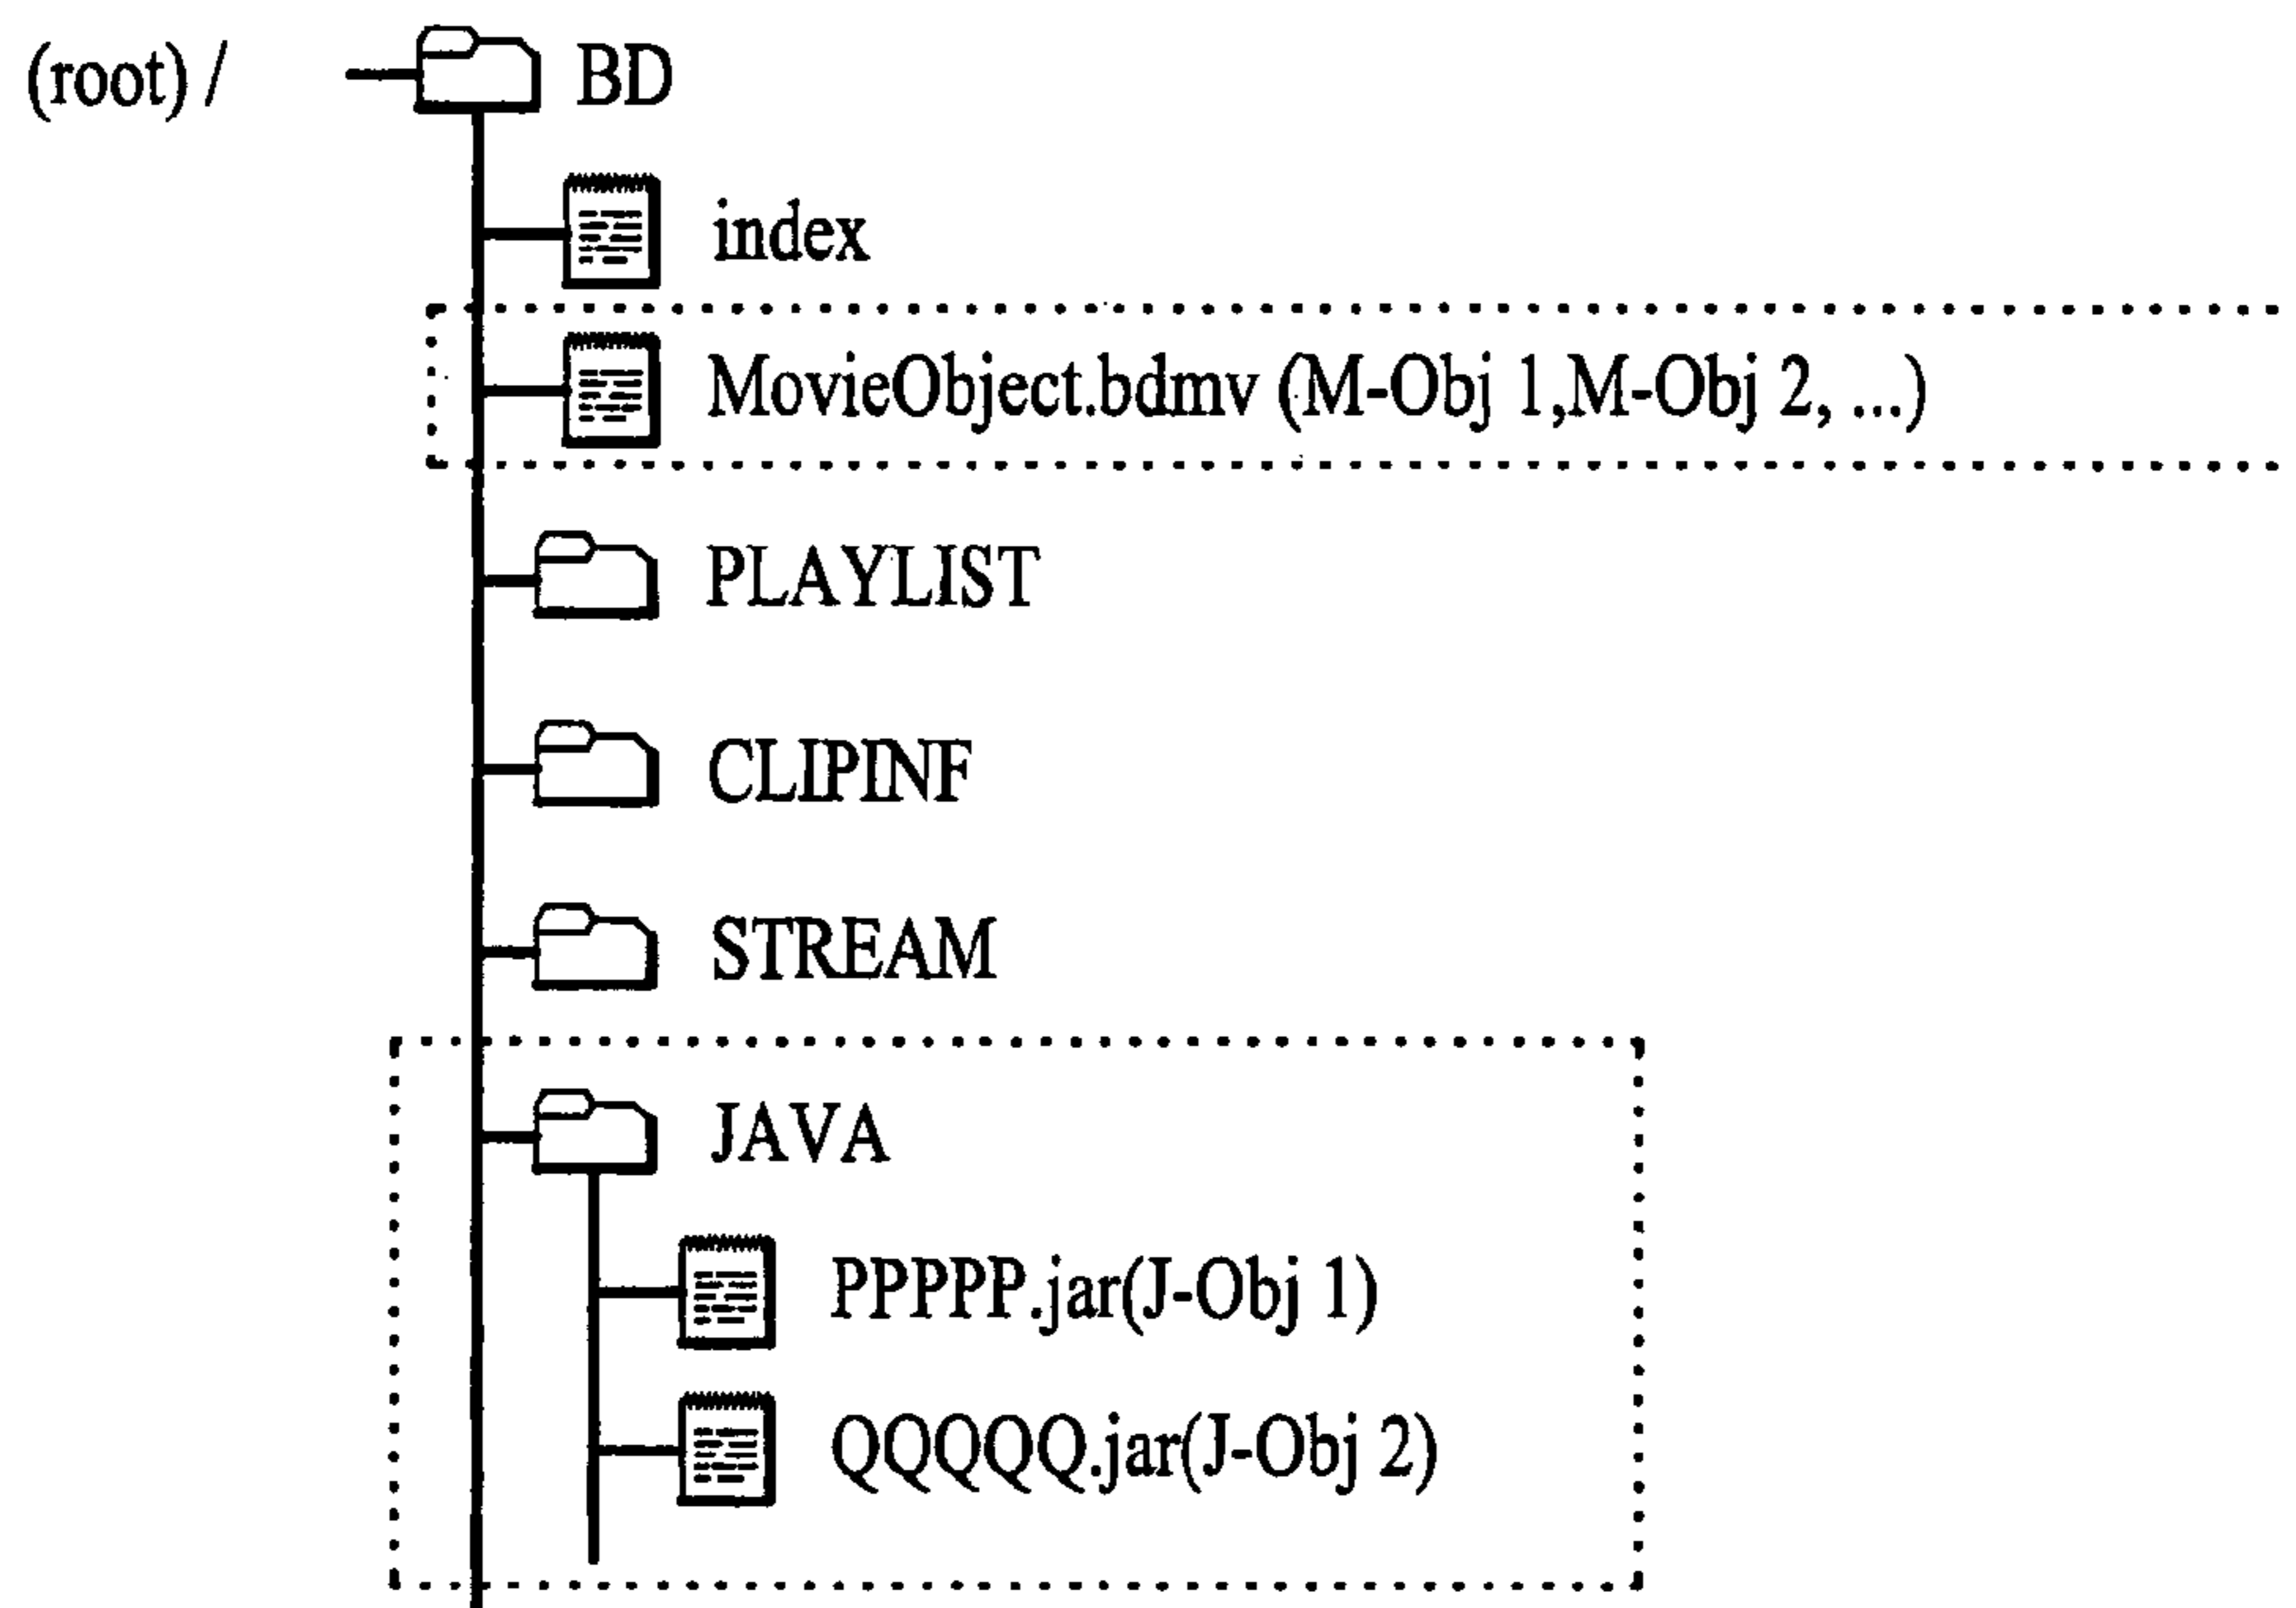 (root) / BD
index
MovieObject.bdmv (M-Obj 1,M-Obj 2, ...)
PLAYLIST
CLIPINF
STREAM
JAVA
PPPPP.jar(J-Obj 1)
QQQQQ.jar(J-Obj 2)